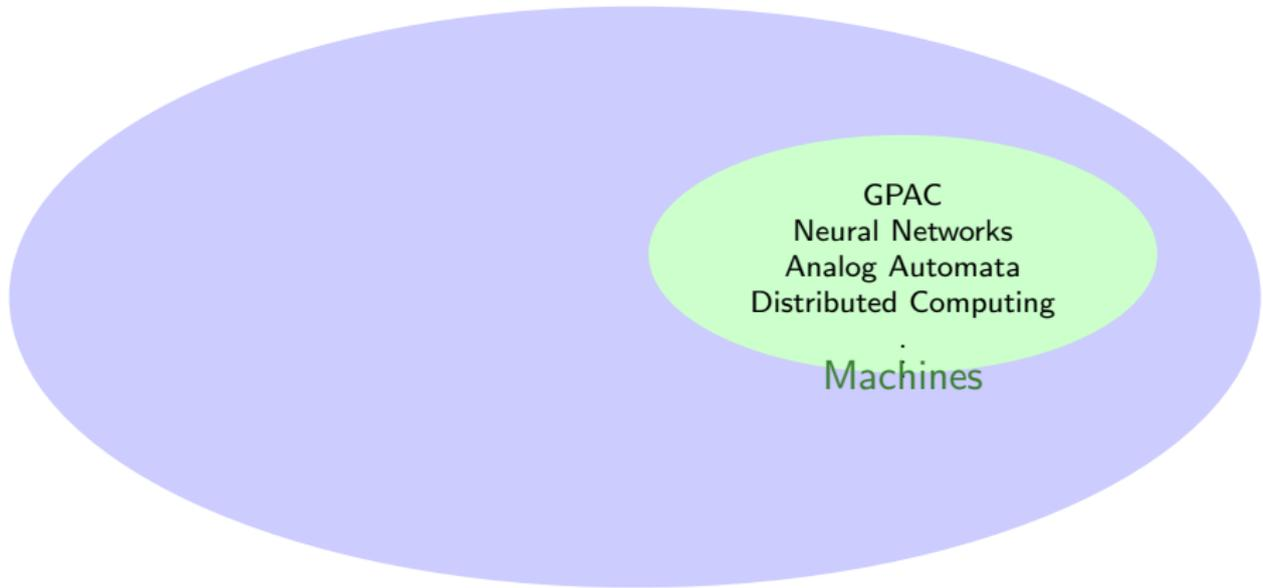 GPAC
Neural Networks
Analog Automata
Distributed Computing
:
Machines